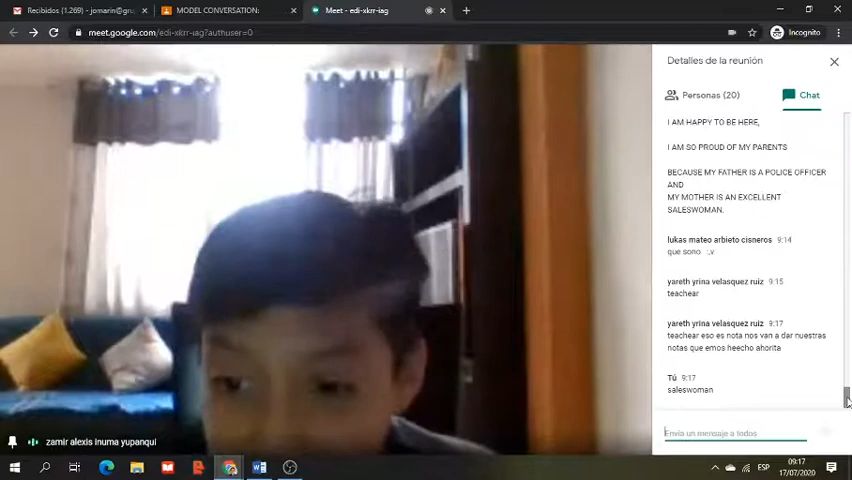 Recibidos (1.269) - jomarin@gru
MODEL CONVERSATION:
Meet - edi-xkrr-iag
meet.google.com/edi-xkrr-iag?authuser=0
Incognito
Detalles de la reunión
Personas (20)
Chat
I AM HAPPY TO BE HERE,
I AM SO PROUD OF MY PARENTS
BECAUSE MY FATHER IS A POLICE OFFICER
AND
MY MOTHER IS AN EXCELLENT
SALESWOMAN.
lukas mateo arbieto cisneros 9:14
que sono :,v
yareth yrina velasquez ruiz 9:15
teachear
yareth yrina velasquez ruiz 9:17
teachear eso es nota nos van a dar nuestras
notas que emos heecho ahorita
Tú 9:17
saleswoman
Envía un mensaje a todos
zamir alexis inuma yupanqui
ESP
09:17
17/07/2020